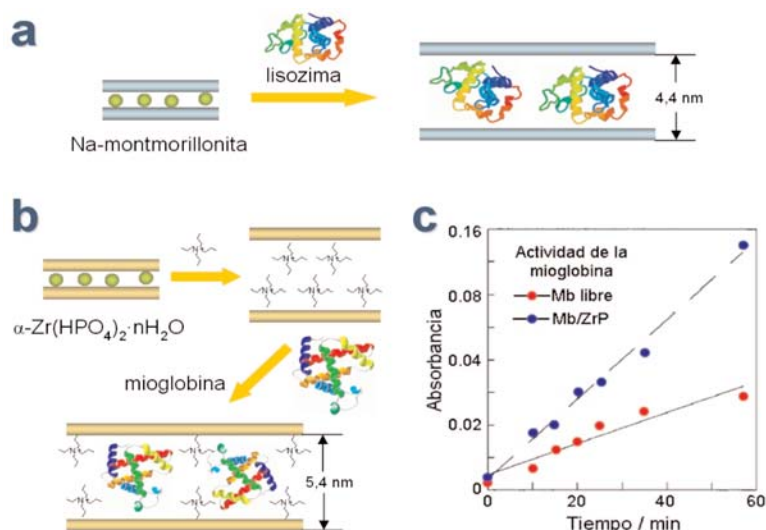 a
lisozima
Na-montmorillonita
4,4 nm
b
N+
N+
N+
N+
N+
N+
α-Zr(HPO4)2·nH2O
mioglobina
N+
N+
N+
N+
5,4 nm
c
0.16
0.08
0.04
0.02
0
Absorbancia
Actividad de la
mioglobina
Mb libre
Mb/ZrP
0 20 40 60
Tiempo / min